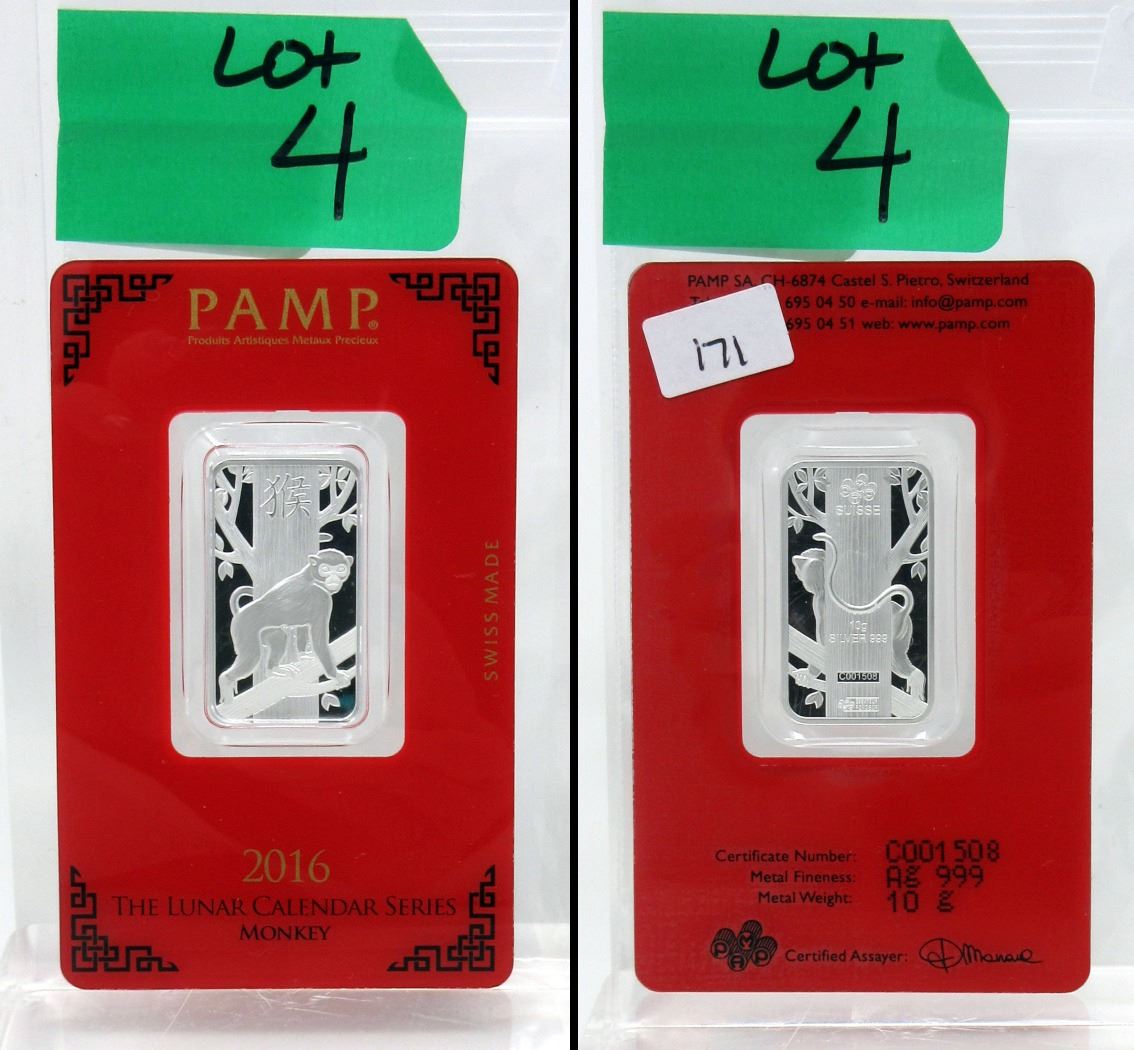 Lot
4
PAMP®
Produits Artistiques Metaux Precieux
猴
SWISS MADE
2016
THE LUNAR CALENDAR SERIES
MONKEY
Lot
4
PAMP SA CH-6874 Castel S. Pietro, Switzerland
695 04 50 e-mail: info@pamp.com
695 04 51 web: www.pamp.com
171
SUISSE
10g
SILVER 999
C001508
Certificate Number: C001508
Metal Fineness: Ag 999
Metal Weight: 10 g
PAMP Certified Assayer: